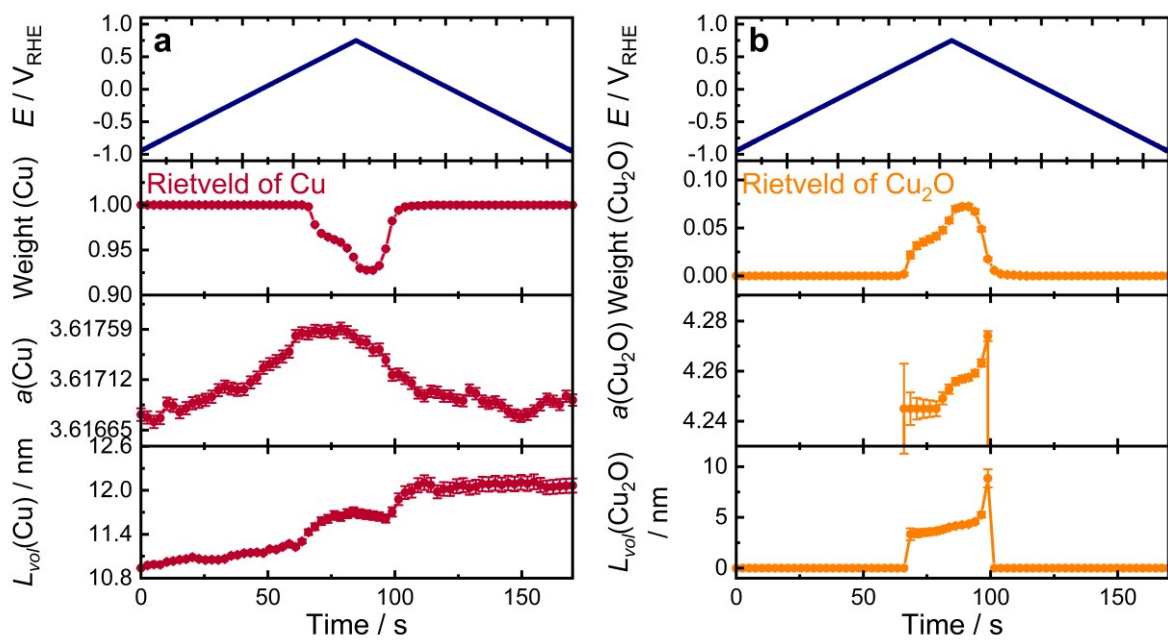 a
E / V_RHE
1.0
0.5
0.0
-0.5
-1.0
Rietveld of Cu
Weight (Cu)
1.00
0.95
0.90
a(Cu)
3.61759
3.61712
3.61665
L_vol(Cu) / nm
12.6
12.0
11.4
10.8
0 50 100 150
Time / s
b
E / V_RHE
1.0
0.5
0.0
-0.5
-1.0
Rietveld of Cu₂O
Weight (Cu₂O)
0.10
0.05
0.00
a(Cu₂O)
4.28
4.26
4.24
L_vol(Cu₂O)
/ nm
10
5
0
0 50 100 150
Time / s